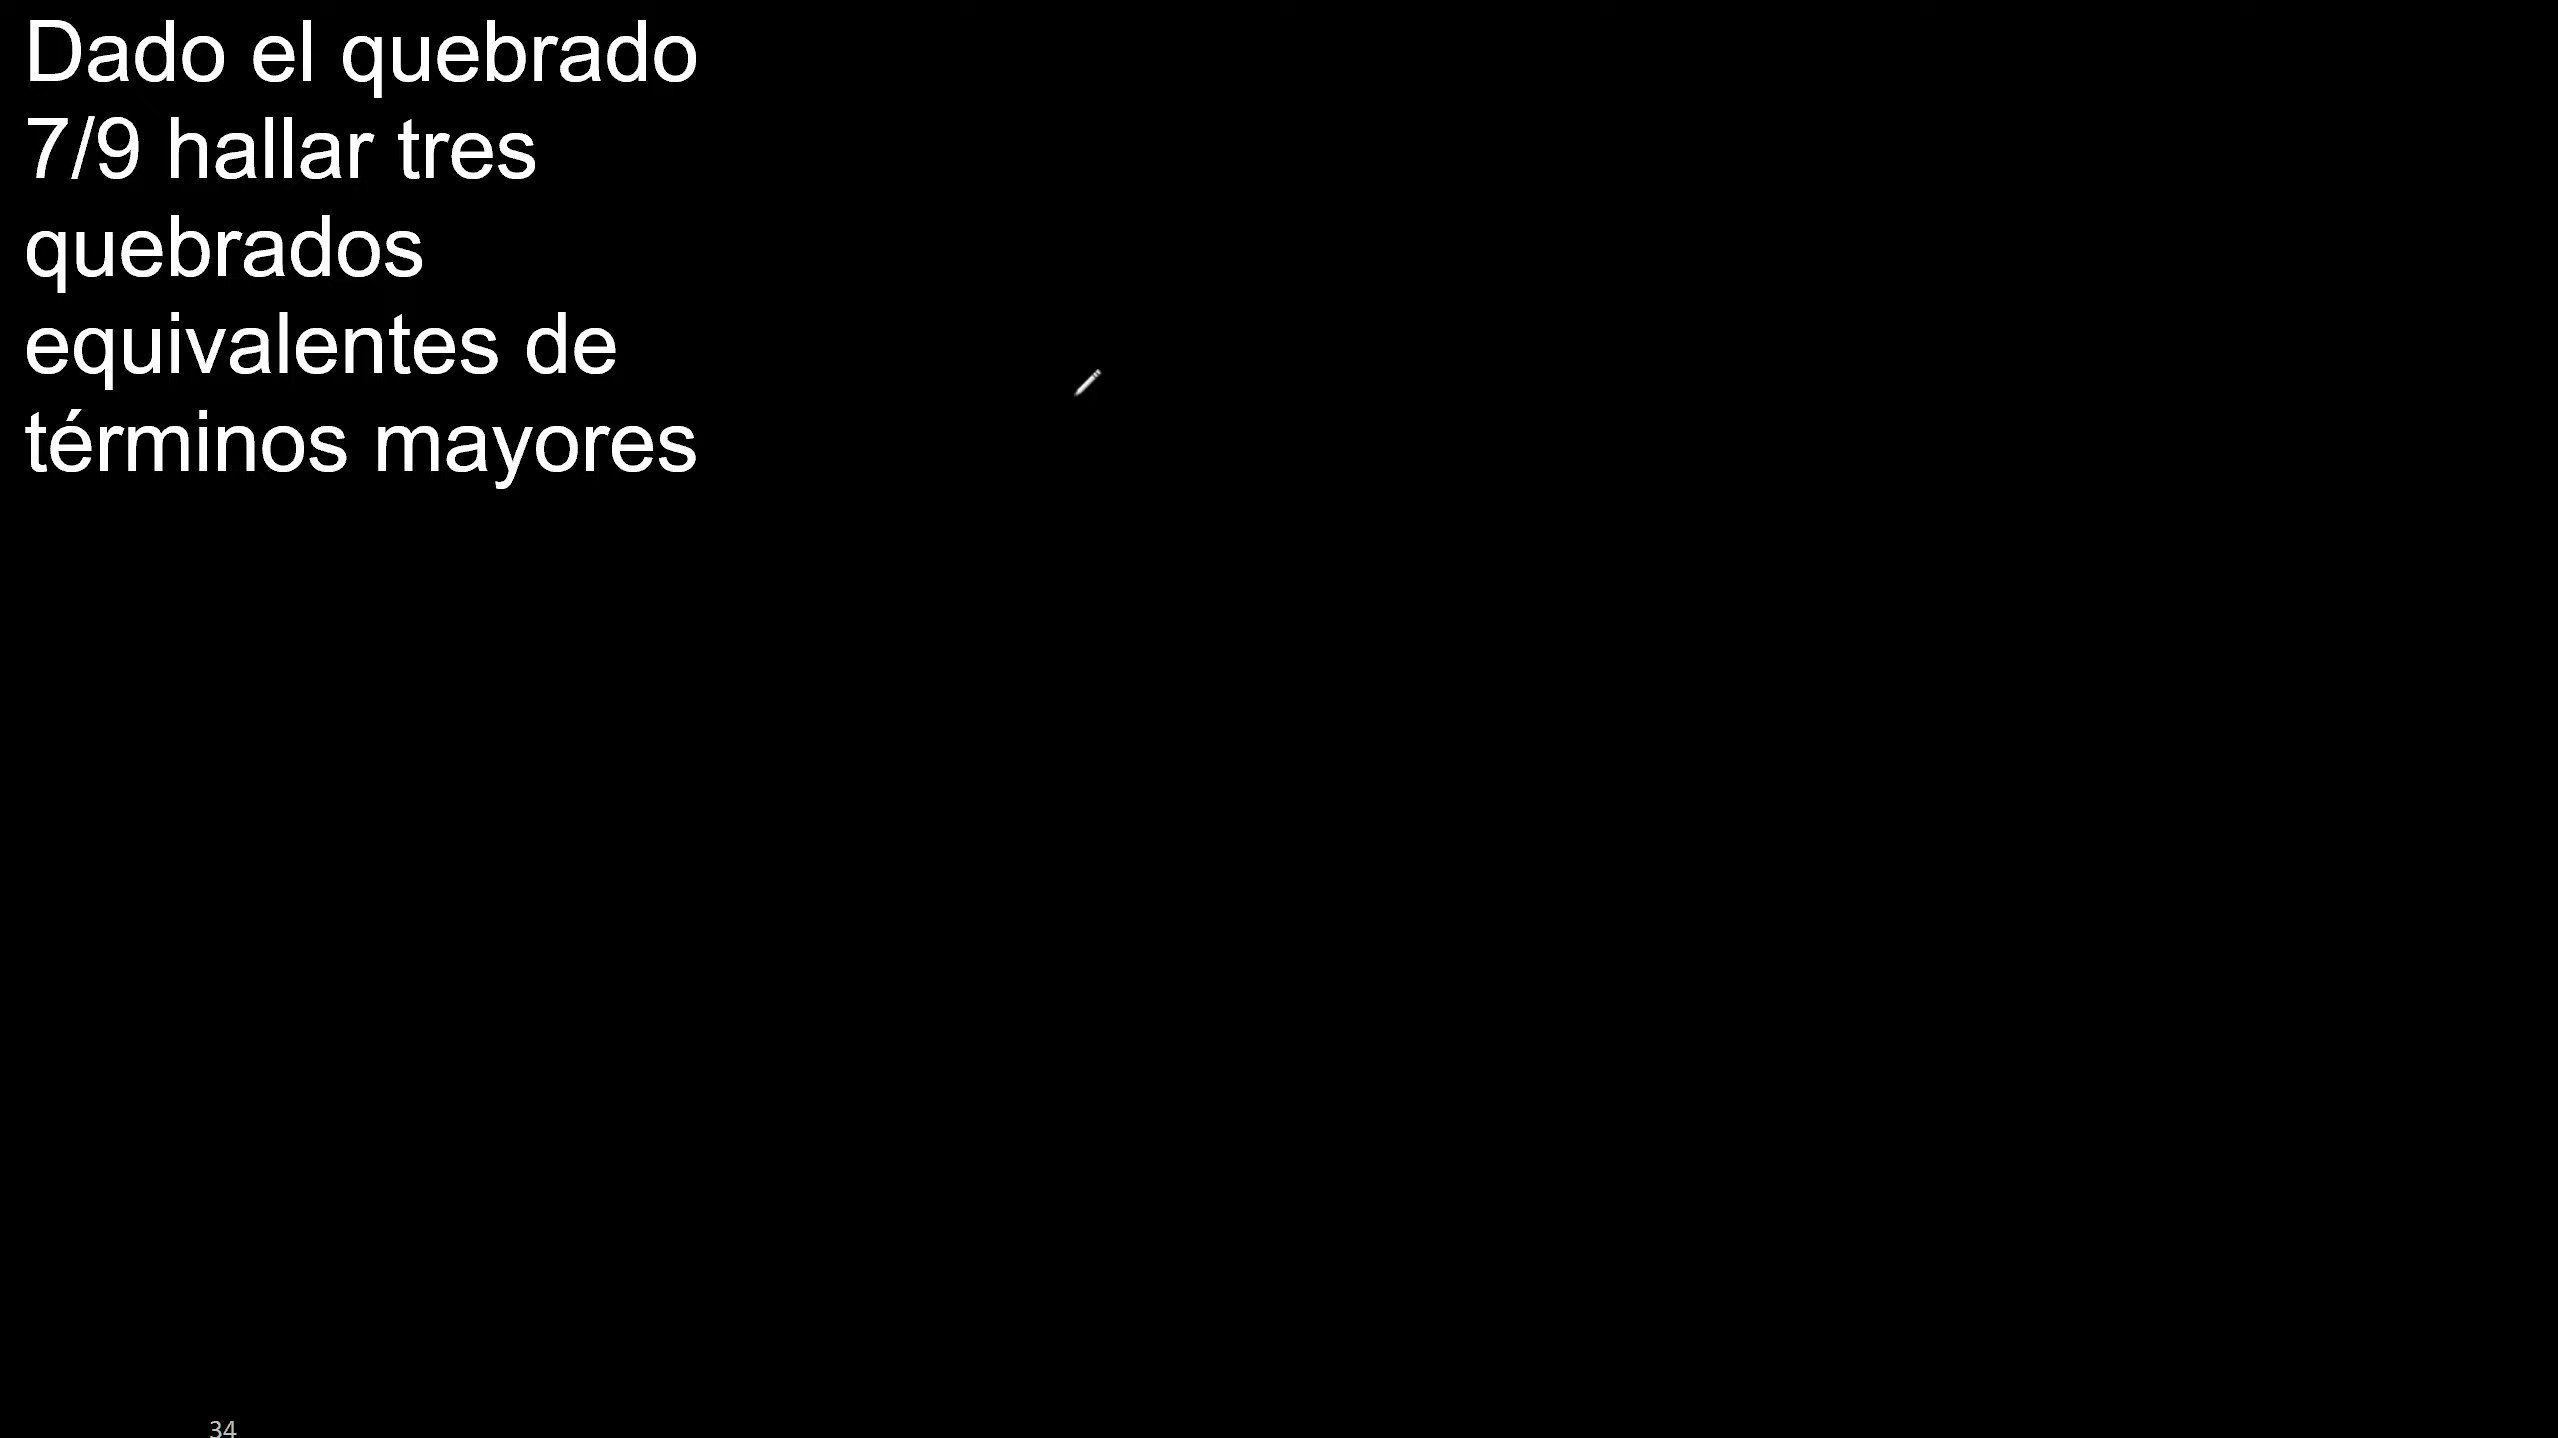 Dado el quebrado
7/9 hallar tres
quebrados
equivalentes de
términos mayores
34